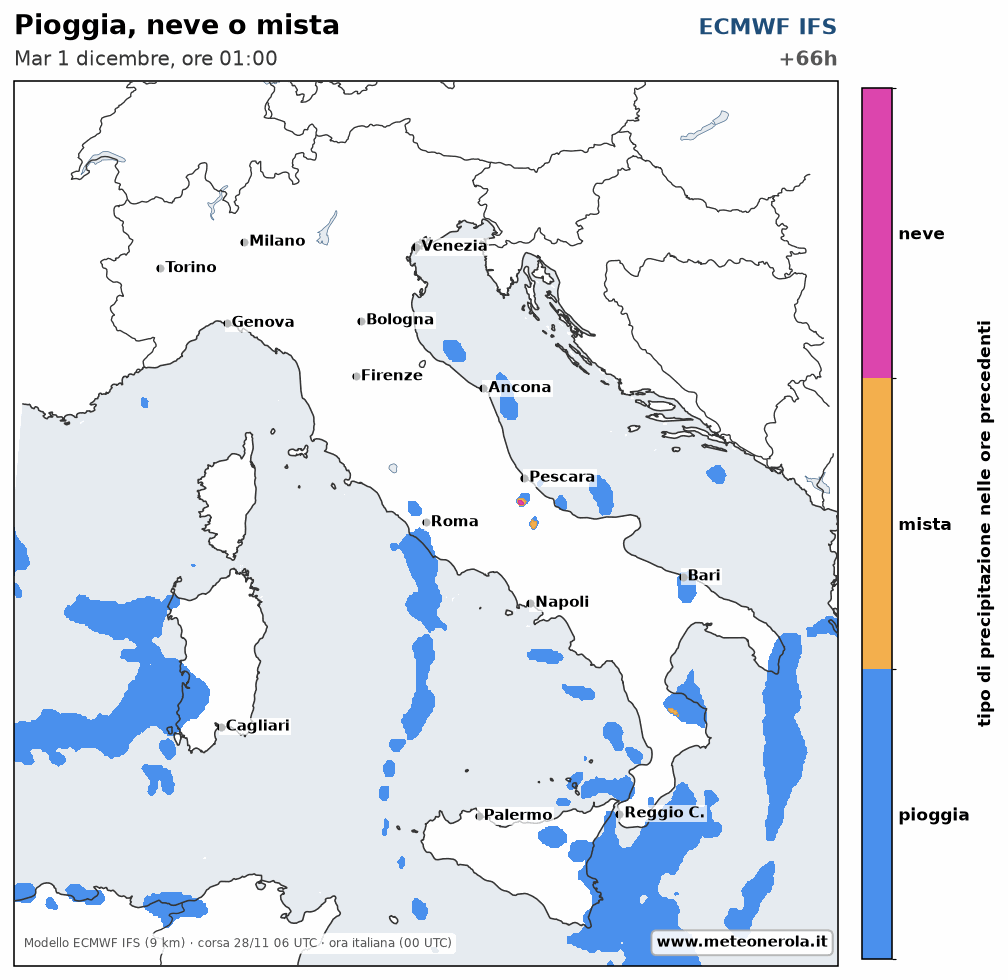 Pioggia, neve o mista
ECMWF IFS
Mar 1 dicembre, ore 01:00
+66h
neve
mista
pioggia
tipo di precipitazione nelle ore precedenti
Milano
Venezia
Torino
Genova
Bologna
Firenze
Ancona
Pescara
Roma
Bari
Napoli
Cagliari
Palermo
Reggio C.
Modello ECMWF IFS (9 km) · corsa 28/11 06 UTC · ora italiana (00 UTC)
www.meteonerola.it